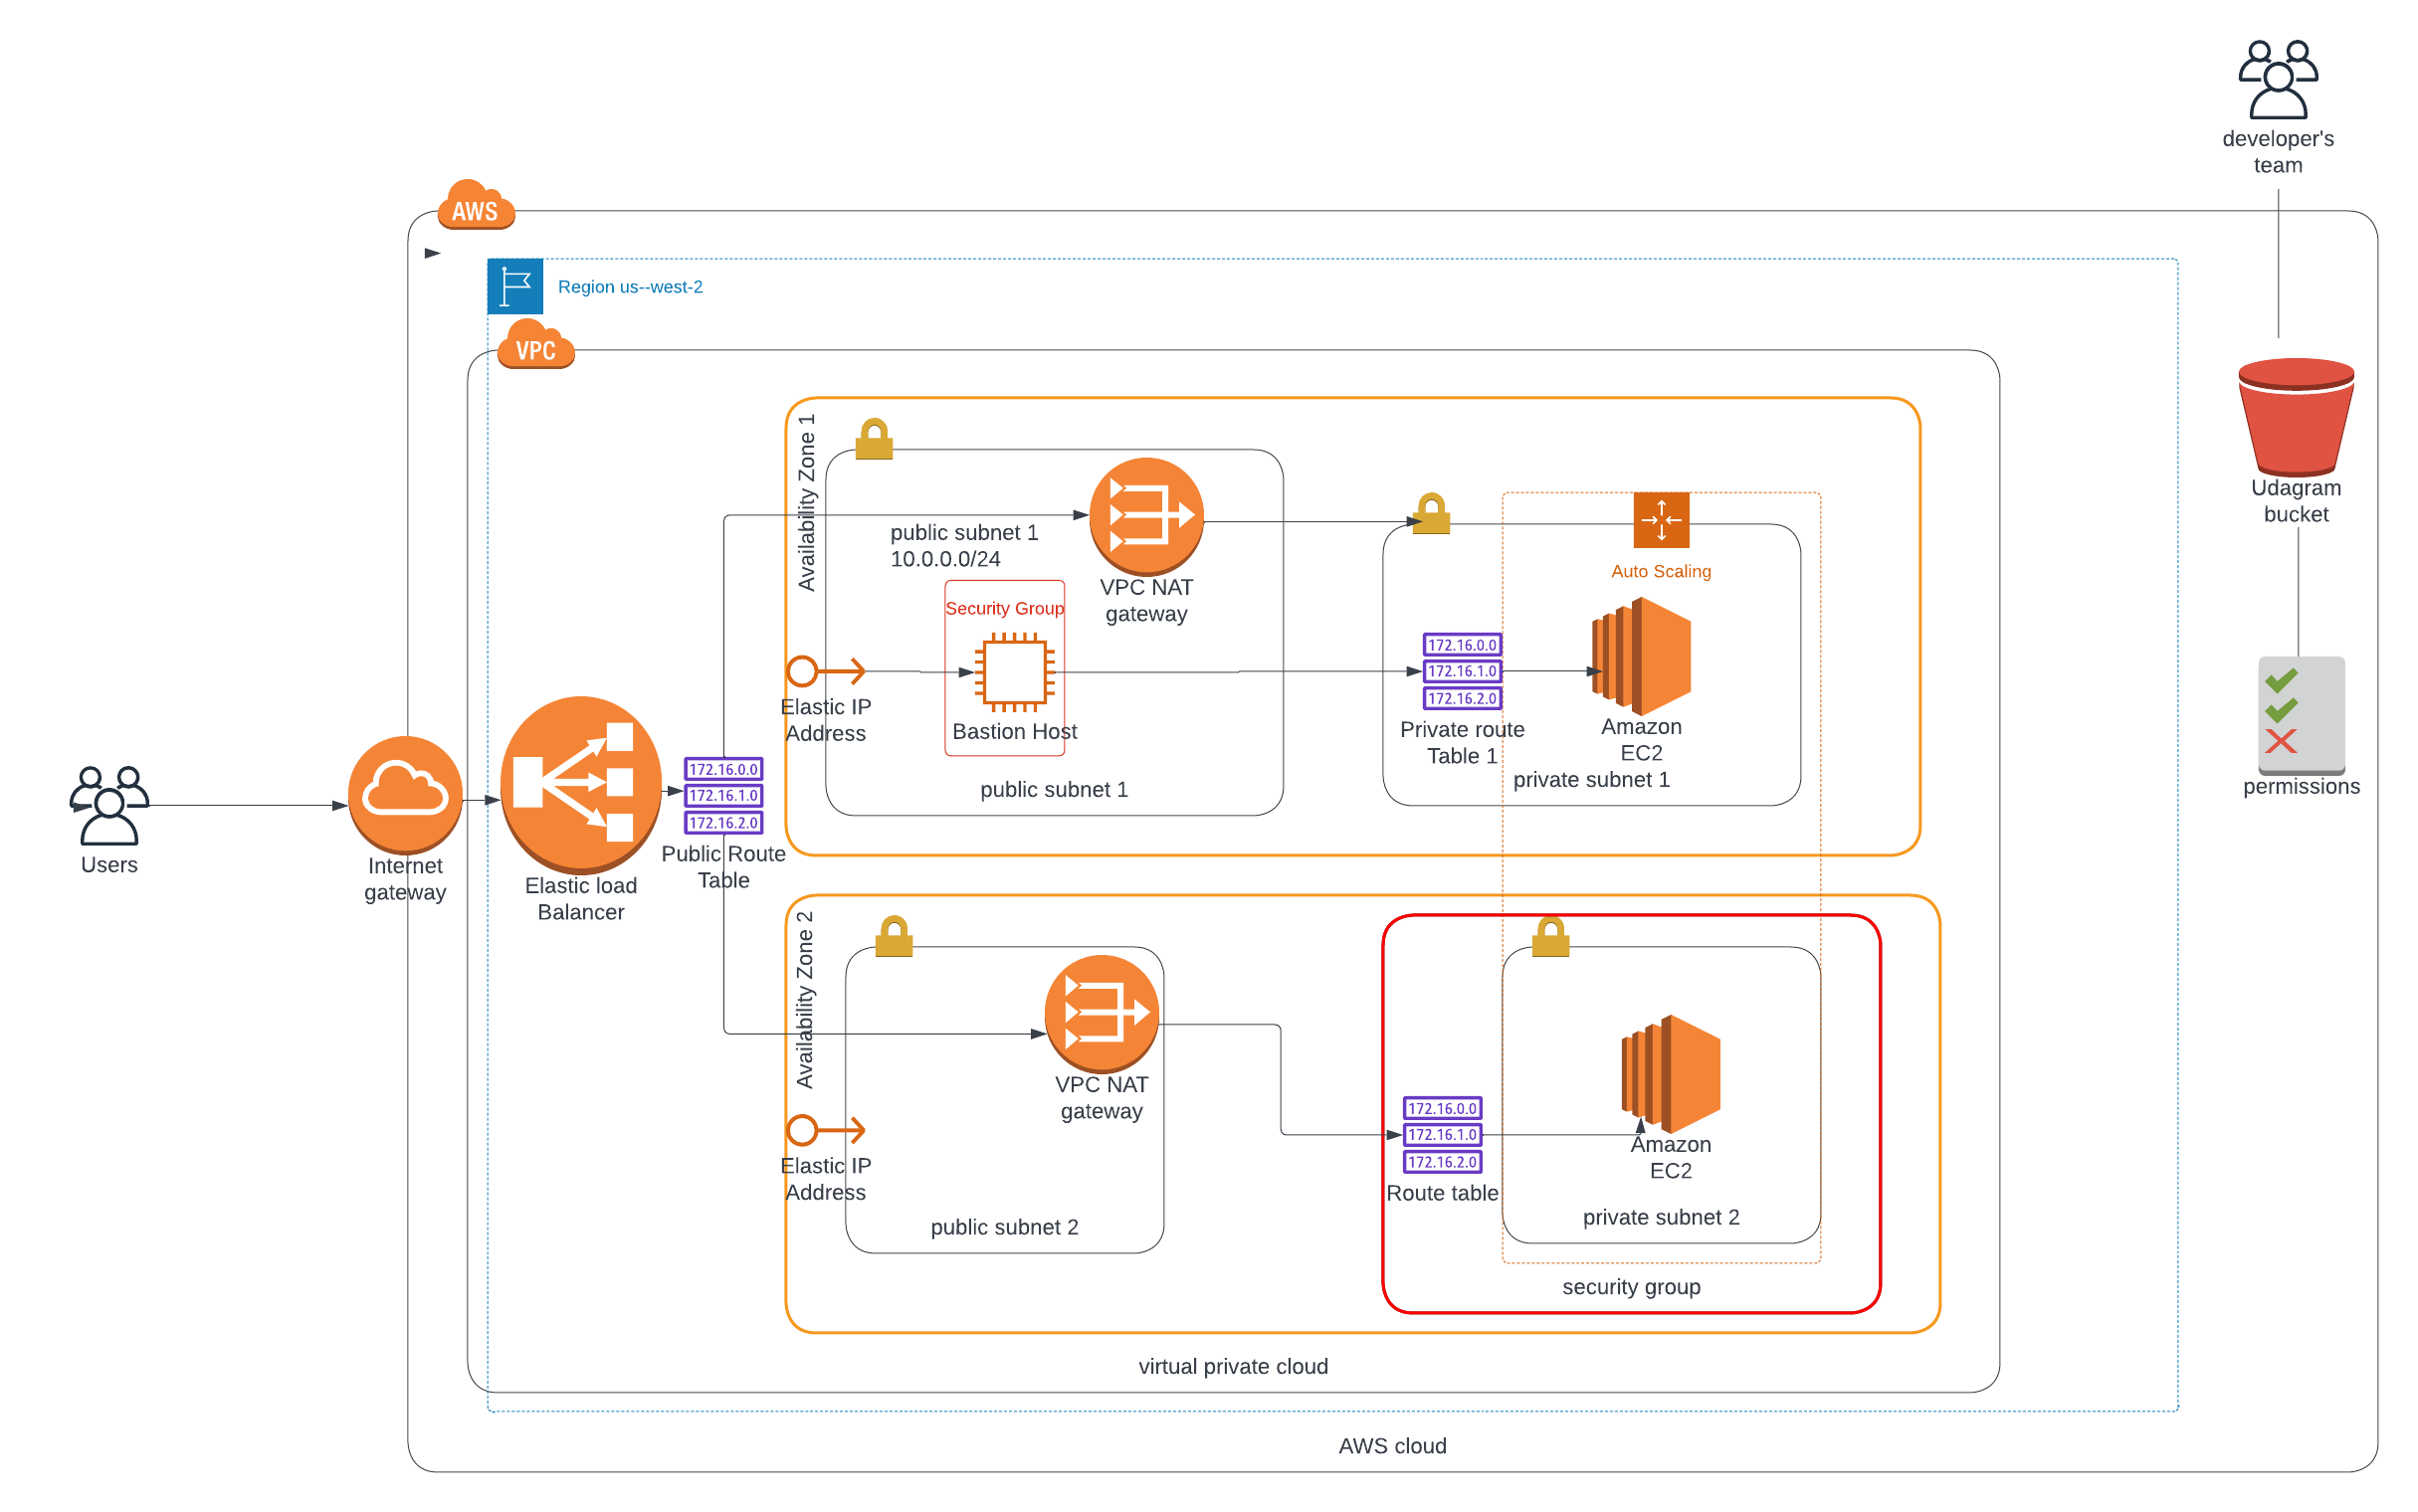 developer's
team
AWS
Region us--west-2
VPC
Availability Zone 1
public subnet 1
10.0.0.0/24
VPC NAT
gateway
Security Group
Bastion Host
Elastic IP
Address
public subnet 1
Auto Scaling
172.16.0.0
172.16.1.0
172.16.2.0
Private route
Table 1
Amazon
EC2
private subnet 1
Udagram
bucket
permissions
Users
Internet
gateway
Elastic load
Balancer
172.16.0.0
172.16.1.0
172.16.2.0
Public Route
Table
Availability Zone 2
VPC NAT
gateway
Elastic IP
Address
public subnet 2
172.16.0.0
172.16.1.0
172.16.2.0
Route table
Amazon
EC2
private subnet 2
security group
virtual private cloud
AWS cloud